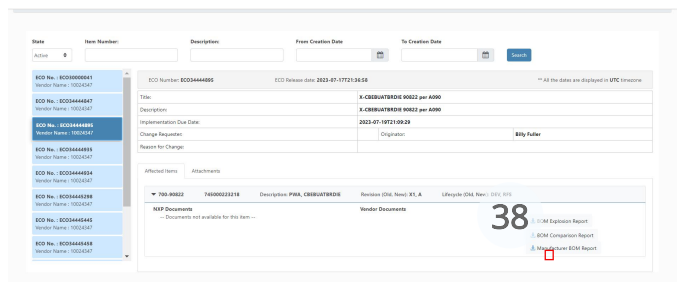 State Item Number: Description: From Creation Date To Creation Date
Active Search
ECO No. : ECO30000041
Vendor Name : 10024347
ECO No. : ECO34444847
Vendor Name : 10024347
ECO No. : ECO34444895
Vendor Name : 10024347
ECO No. : ECO34444935
Vendor Name : 10024347
ECO No. : ECO34444934
Vendor Name : 10024347
ECO No. : ECO34445298
Vendor Name : 10024347
ECO No. : ECO34445445
Vendor Name : 10024347
ECO No. : ECO34445458
Vendor Name : 10024347
ECO Number: ECO34444895 ECO Release date: 2023-07-17T21:36:58 ** All the dates are displayed in UTC timezone
Title: X-CBEBUATBRDIE 90822 per A090
Description: X-CBEBUATBRDIE 90822 per A090
Implementation Due Date: 2023-07-19T21:09:29
Change Requester: Originator: Billy Fuller
Reason for Change:
Affected Items Attachments
700-90822 745000223218 Description: PWA, CBEBUATBRDIE Revision (Old, New): X1, A Lifecycle (Old, New): DEV,
NXP Documents Vendor Documents
-- Documents not available for this item --
38
BOM Explosion Report
BOM Comparison Report
Manufacturer BOM Report